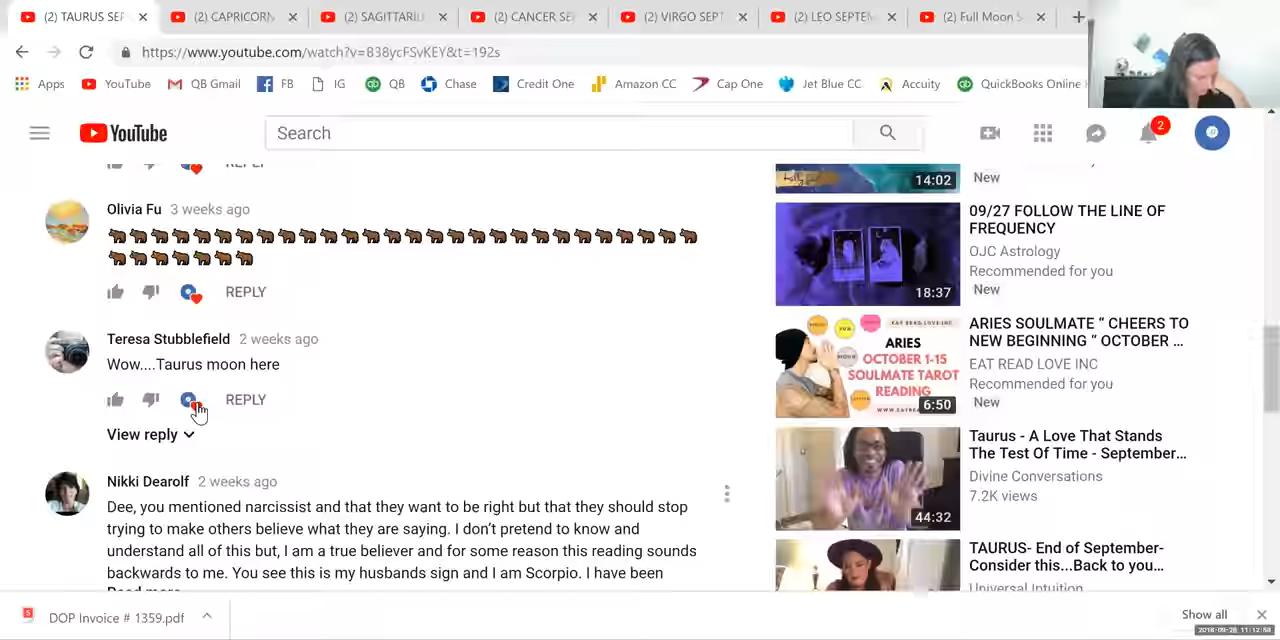 (2) TAURUS SEP
(2) CAPRICORN
(2) SAGITTARIU
(2) CANCER SE
(2) VIRGO SEPT
(2) LEO SEPTEM
(2) Full Moon S
https://www.youtube.com/watch?v=B38ycFSvKEY&t=192s
Apps
YouTube
QB Gmail
FB
IG
QB
Chase
Credit One
Amazon CC
Cap One
Jet Blue CC
Accuity
QuickBooks Online
YouTube
Search
2
REPLY
Olivia Fu 3 weeks ago
REPLY
Teresa Stubblefield 2 weeks ago
Wow....Taurus moon here
REPLY
View reply
Nikki Dearolf 2 weeks ago
Dee, you mentioned narcissist and that they want to be right but that they should stop
trying to make others believe what they are saying. I don't pretend to know and
understand all of this but, I am a true believer and for some reason this reading sounds
backwards to me. You see this is my husbands sign and I am Scorpio. I have been
Read more
14:02
New
18:37
09/27 FOLLOW THE LINE OF
FREQUENCY
OJC Astrology
Recommended for you
New
EAT READ LOVE INC
ARIES
OCTOBER 1-15
SOULMATE TAROT
READING
6:50
ARIES SOULMATE “ CHEERS TO
NEW BEGINNING “ OCTOBER ...
EAT READ LOVE INC
Recommended for you
New
44:32
Taurus - A Love That Stands
The Test Of Time - September...
Divine Conversations
7.2K views
TAURUS- End of September-
Consider this...Back to you...
Universal Intuition
DOP Invoice # 1359.pdf
Show all